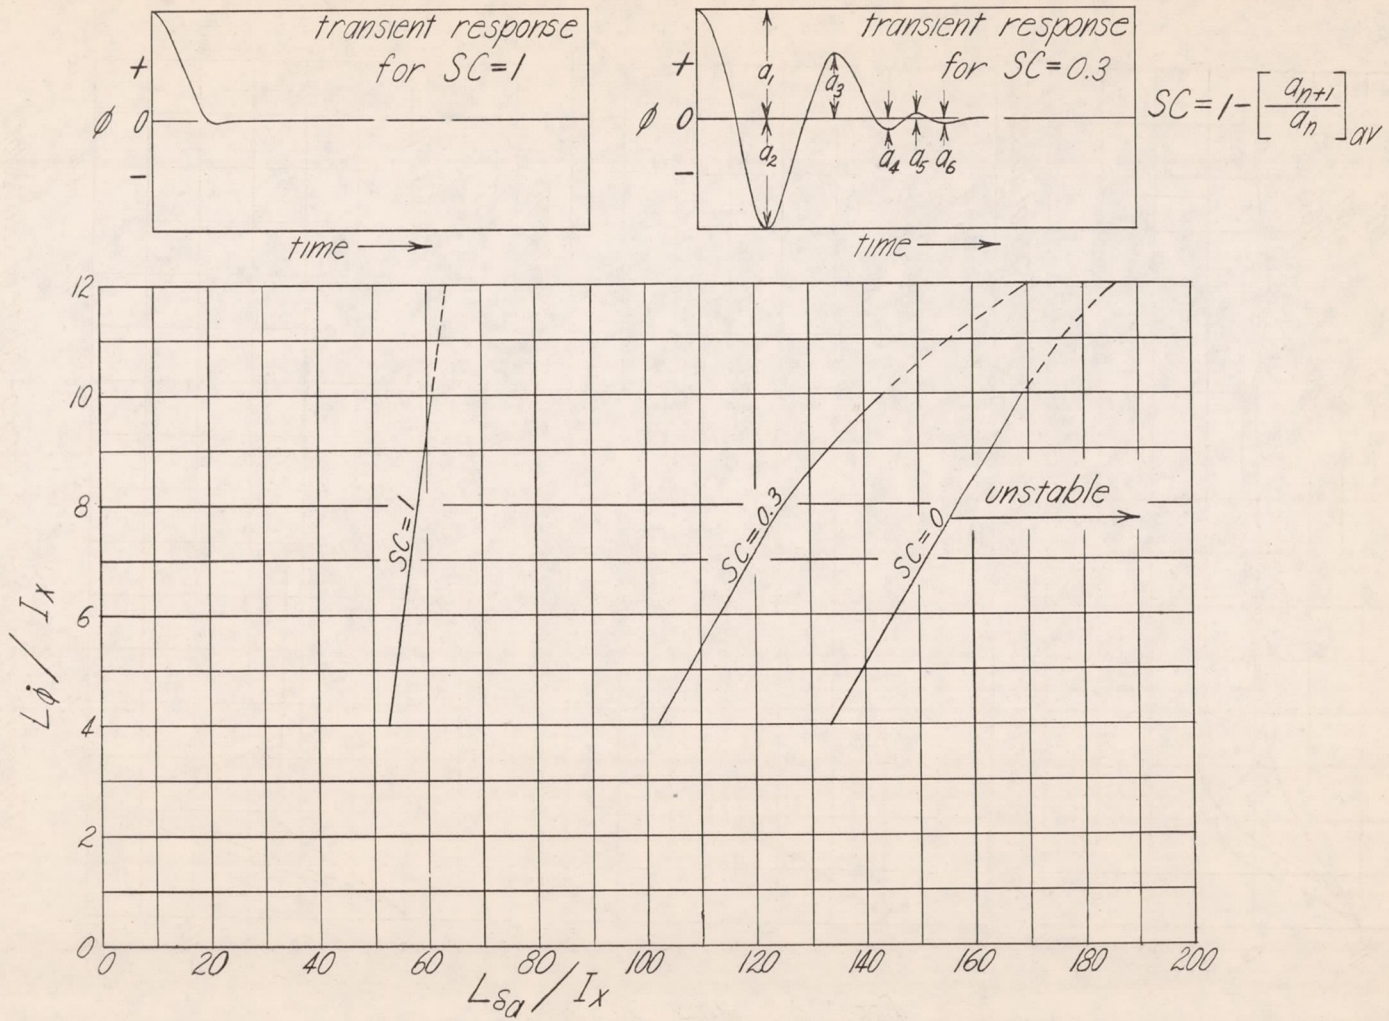 transient response
for SC=1
+
φ 0
−
time
transient response
for SC=0.3
+
φ 0
−
a₁
a₂
a₃
a₄ a₅ a₆
time
SC=1-[aₙ₊₁/aₙ]av
12
10
8
6
4
2
0
Lφ̇/Iₓ
SC=1
SC=0.3
SC=0
unstable
0 20 40 60 80 100 120 140 160 180 200
Lδₐ/Iₓ